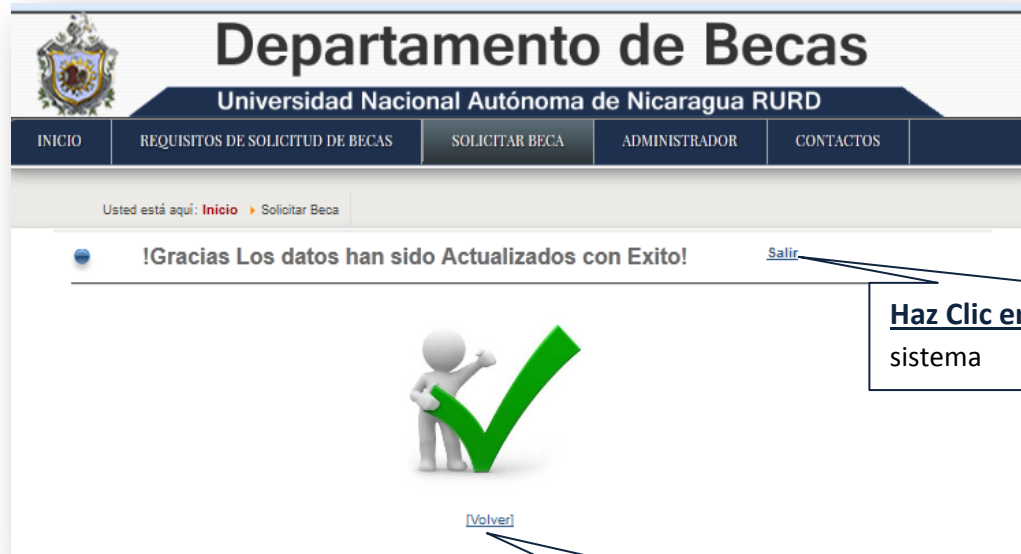 Departamento de Becas
Universidad Nacional Autónoma de Nicaragua RURD
INICIO REQUISITOS DE SOLICITUD DE BECAS SOLICITAR BECA ADMINISTRADOR CONTACTOS
Usted está aquí: Inicio Solicitar Beca
!Gracias Los datos han sido Actualizados con Exito! Salir
Haz Clic
sistema
[Volver]